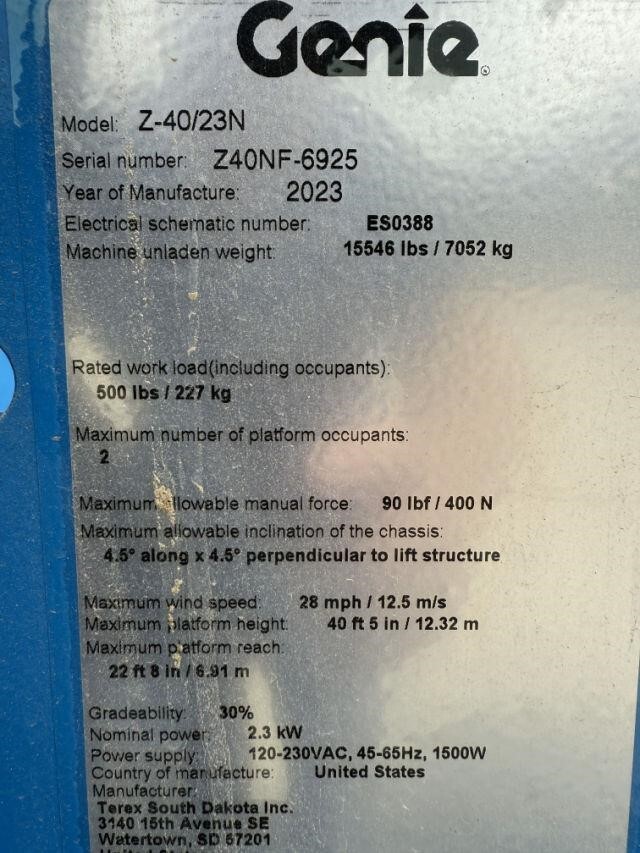 Genie
Model: Z-40/23N
Serial number: Z40NF-6925
Year of Manufacture: 2023
Electrical schematic number: ES0388
Machine unladen weight: 15546 lbs / 7052 kg
Rated work load(including occupants):
500 lbs / 227 kg
Maximum number of platform occupants:
2
Maximum allowable manual force: 90 lbf / 400 N
Maximum allowable inclination of the chassis:
4.5° along x 4.5° perpendicular to lift structure
Maximum wind speed: 28 mph / 12.5 m/s
Maximum platform height: 40 ft 5 in / 12.32 m
Maximum platform reach:
22 ft 8 in / 6.91 m
Gradeability: 30%
Nominal power: 2.3 kW
Power supply: 120-230VAC, 45-65Hz, 1500W
Country of manufacture: United States
Manufacturer:
Terex South Dakota Inc.
3140 15th Avenue SE
Watertown, SD 57201
United States